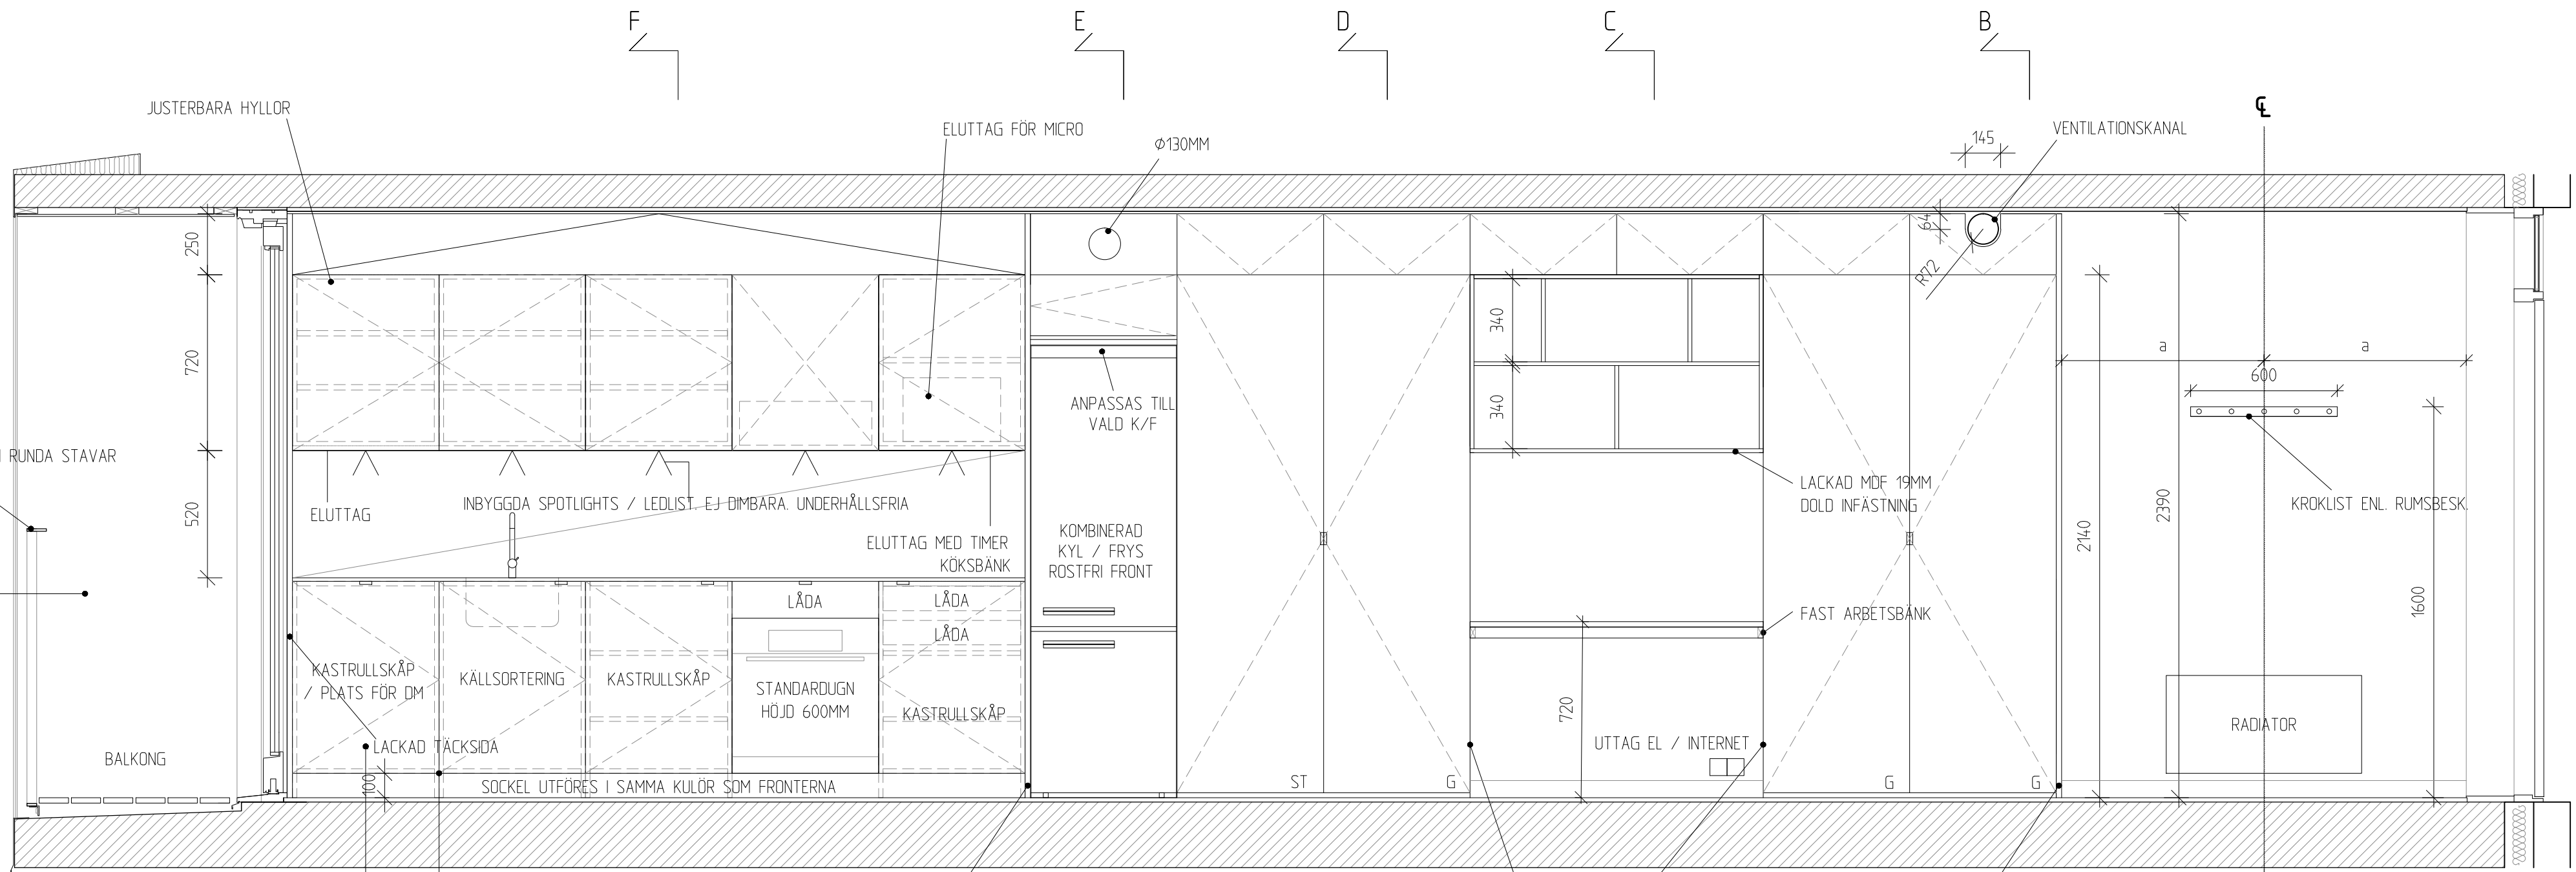 F
E
D
C
B
℄
JUSTERBARA HYLLOR
ELUTTAG FÖR MICRO
Ø130MM
145
VENTILATIONSKANAL
250
64
R72
720
340
340
a
a
600
ANPASSAS TILL
VALD K/F
RUNDA STAVAR
LACKAD MDF 19MM
DOLD INFÄSTNING
KROKLIST ENL. RUMSBESK.
2390
2140
1600
520
ELUTTAG
INBYGGDA SPOTLIGHTS / LEDLIST. EJ DIMBARA. UNDERHÅLLSFRIA
ELUTTAG MED TIMER
KÖKSBÄNK
KOMBINERAD
KYL / FRYS
ROSTFRI FRONT
LÅDA
LÅDA
LÅDA
FAST ARBETSBÄNK
KASTRULLSKÅP
/ PLATS FÖR DM
KÄLLSORTERING
KASTRULLSKÅP
STANDARDUGN
HÖJD 600MM
KASTRULLSKÅP
720
RADIATOR
BALKONG
LACKAD TÄCKSIDA
UTTAG EL / INTERNET
100
SOCKEL UTFÖRES I SAMMA KULÖR SOM FRONTERNA
ST
G
G
G